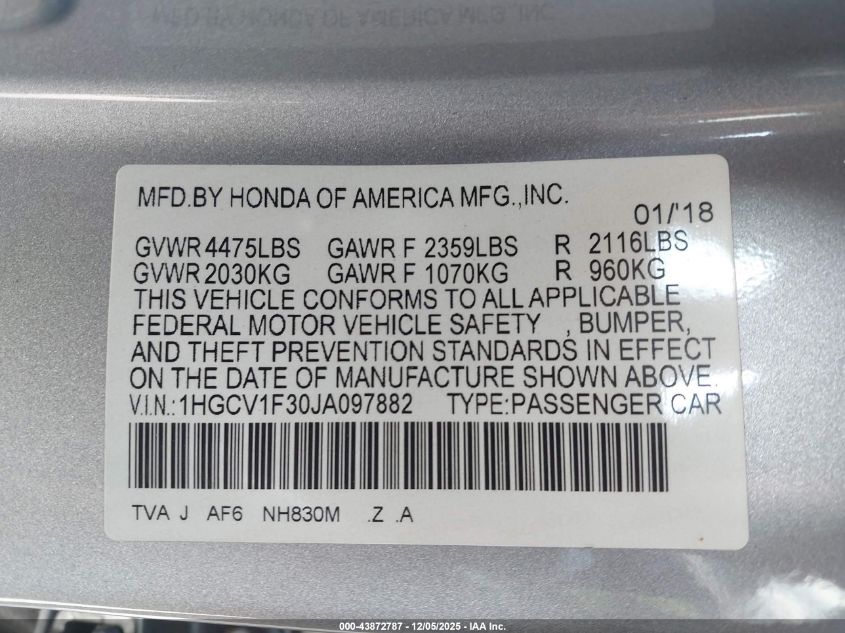 MFD.BY HONDA OF AMERICA MFG.,INC.
01/'18
GVWR 4475LBS GAWR F 2359LBS R 2116LBS
GVWR 2030KG GAWR F 1070KG R 960KG
THIS VEHICLE CONFORMS TO ALL APPLICABLE
FEDERAL MOTOR VEHICLE SAFETY , BUMPER,
AND THEFT PREVENTION STANDARDS IN EFFECT
ON THE DATE OF MANUFACTURE SHOWN ABOVE.
V.I.N.:1HGCV1F30JA097882 TYPE:PASSENGER CAR
TVA J AF6 NH830M .Z .A
000-43872787 - 12/05/2025 - IAA Inc.